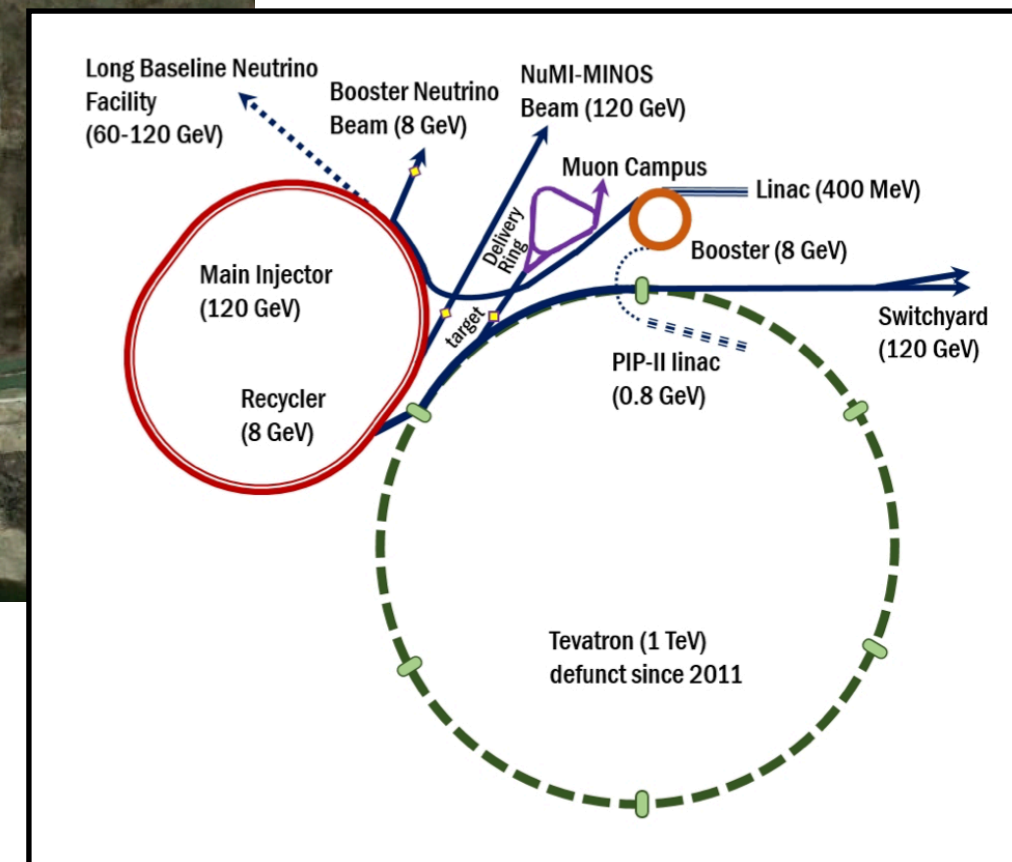 Long Baseline Neutrino
Facility
(60-120 GeV)
Booster Neutrino
Beam (8 GeV)
NuMI-MINOS
Beam (120 GeV)
Muon Campus
Linac (400 MeV)
Delivery
Ring
Booster (8 GeV)
Main Injector
(120 GeV)
target
Switchyard
(120 GeV)
PIP-II linac
(0.8 GeV)
Recycler
(8 GeV)
Tevatron (1 TeV)
defunct since 2011